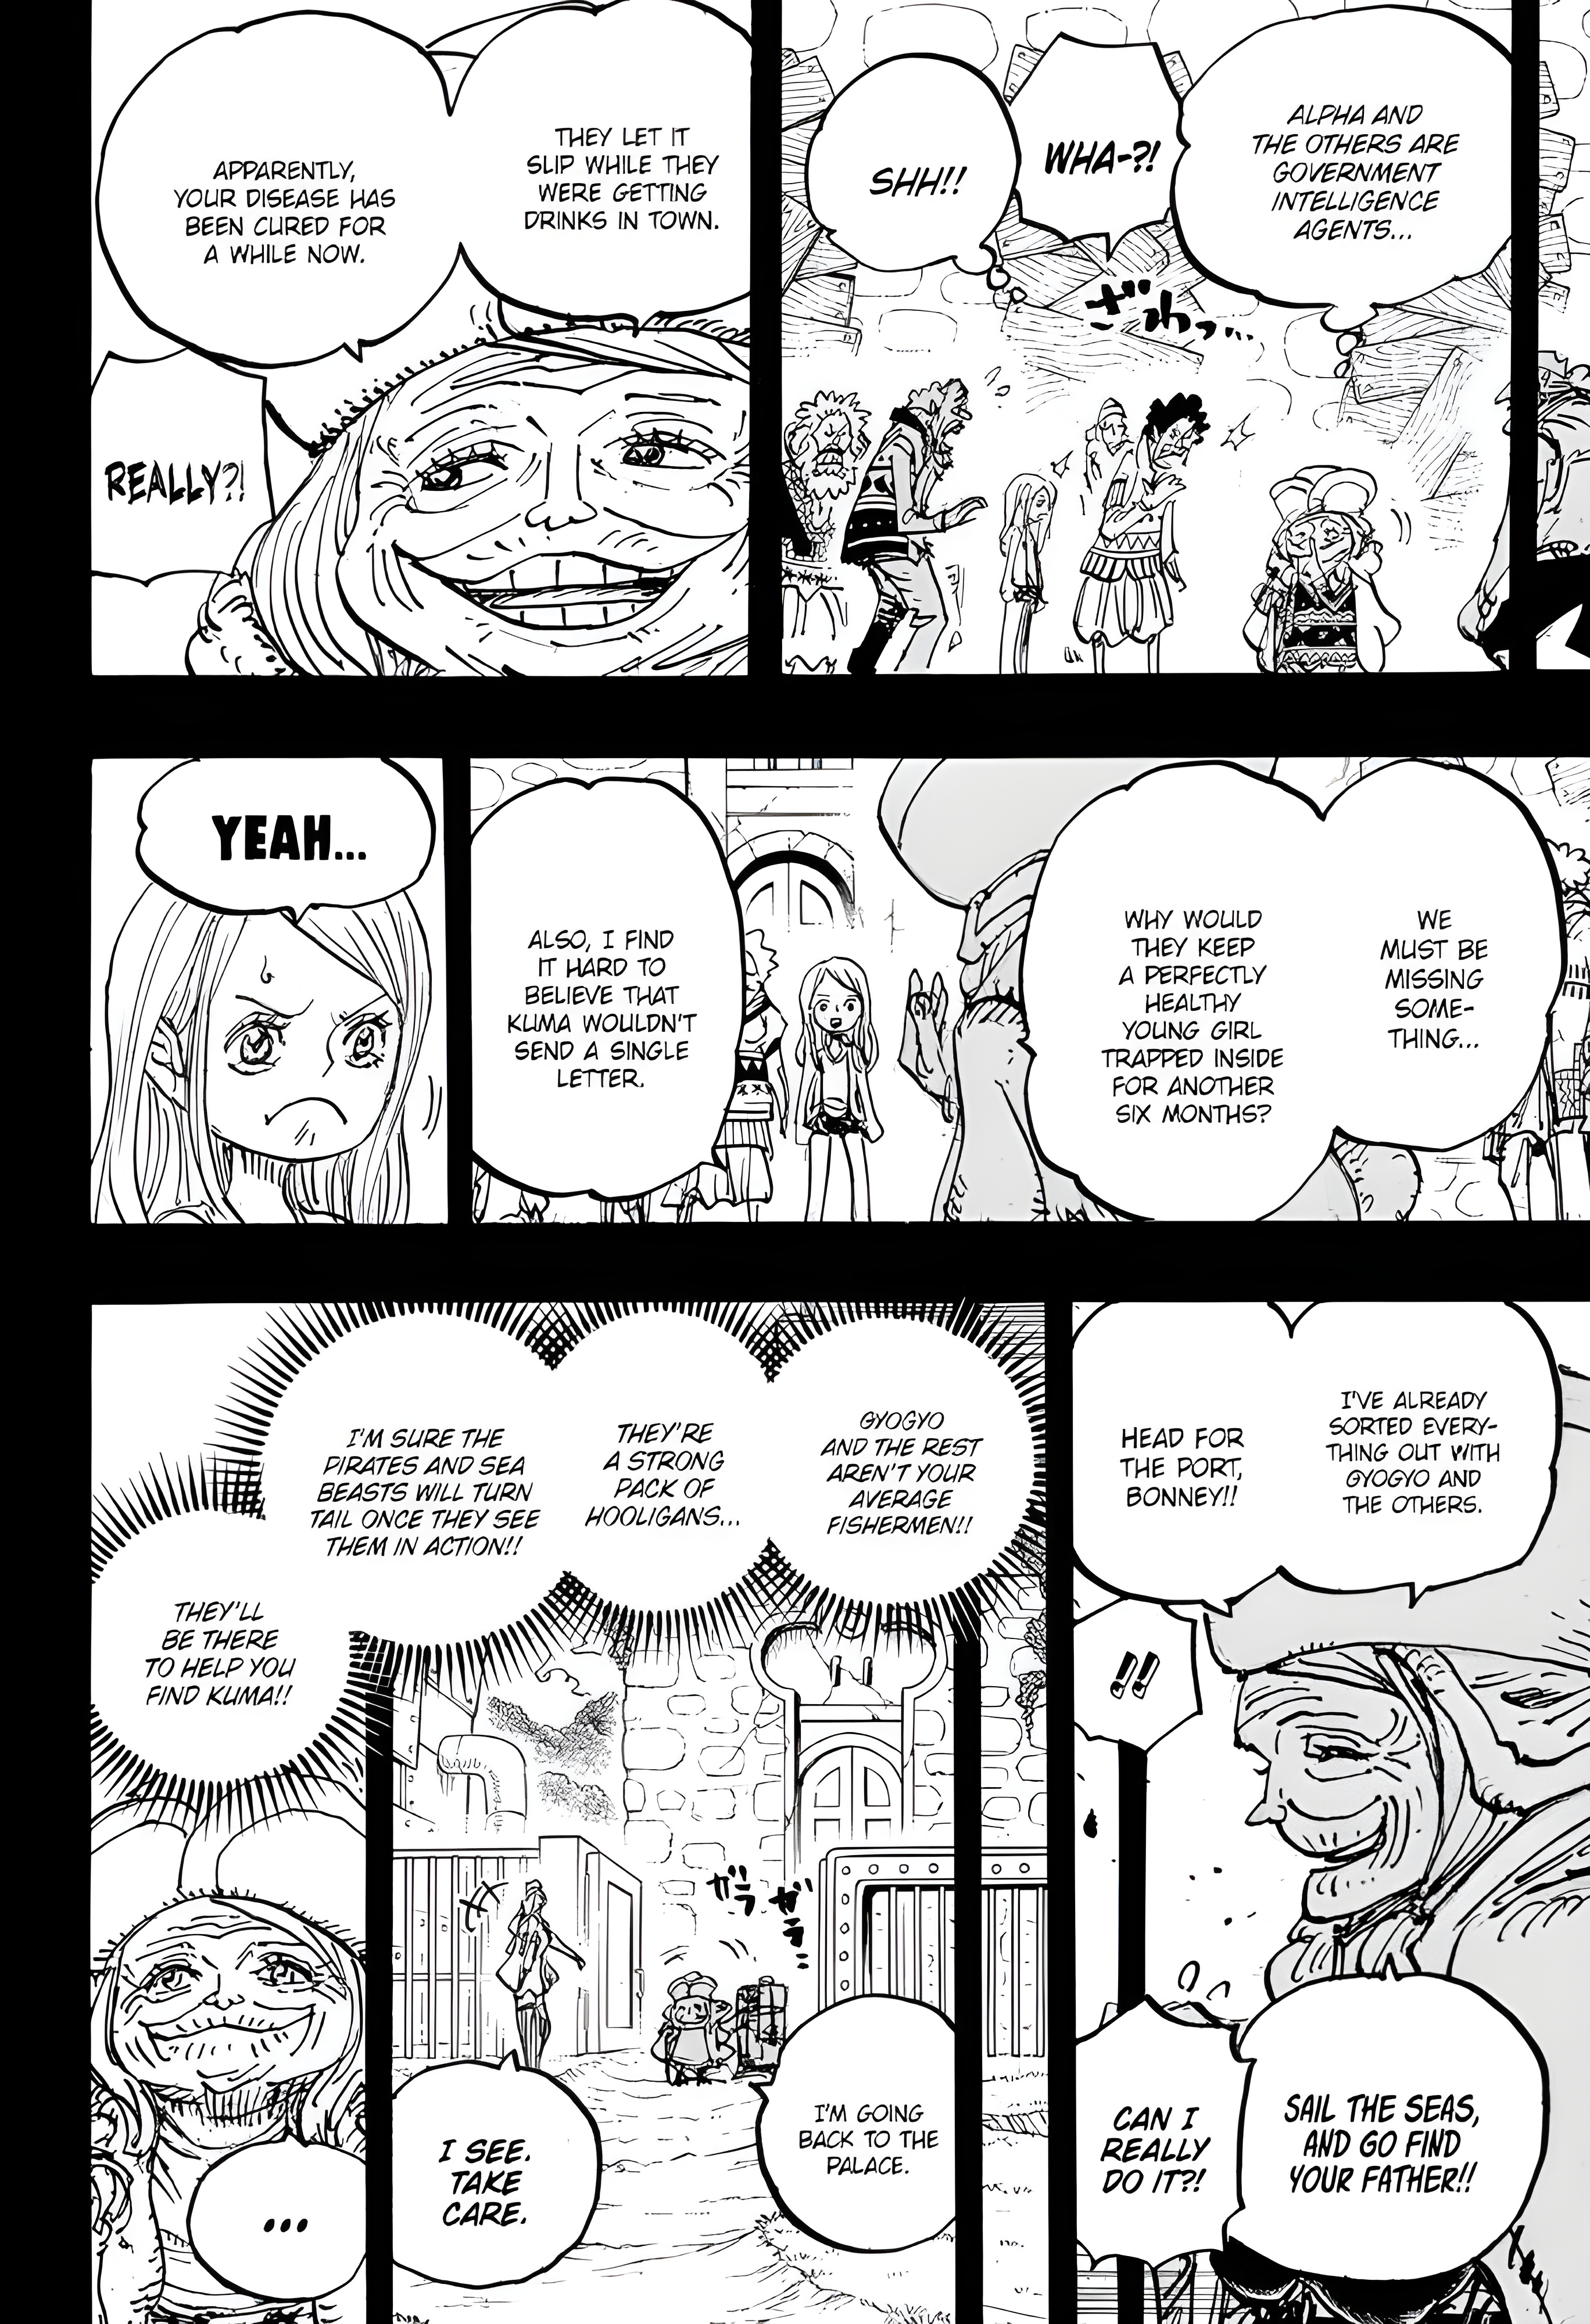 ALPHA AND
THE OTHERS ARE
GOVERNMENT
INTELLIGENCE
AGENTS...
WHA-?!
SHH!!
ざわっ...
THEY LET IT
SLIP WHILE THEY
WERE GETTING
DRINKS IN TOWN.
APPARENTLY,
YOUR DISEASE HAS
BEEN CURED FOR
A WHILE NOW.
REALLY?!
WE
MUST BE
MISSING
SOME-
THING...
WHY WOULD
THEY KEEP
A PERFECTLY
HEALTHY
YOUNG GIRL
TRAPPED INSIDE
FOR ANOTHER
SIX MONTHS?
ALSO, I FIND
IT HARD TO
BELIEVE THAT
KUMA WOULDN'T
SEND A SINGLE
LETTER.
YEAH...
I'VE ALREADY
SORTED EVERY-
THING OUT WITH
GYOGYO AND
THE OTHERS.
HEAD FOR
THE PORT,
BONNEY!!
!!
SAIL THE SEAS,
AND GO FIND
YOUR FATHER!!
CAN I
REALLY
DO IT?!
GYOGYO
AND THE REST
AREN'T YOUR
AVERAGE
FISHERMEN!!
THEY'RE
A STRONG
PACK OF
HOOLIGANS...
I'M SURE THE
PIRATES AND SEA
BEASTS WILL TURN
TAIL ONCE THEY SEE
THEM IN ACTION!!
THEY'LL
BE THERE
TO HELP YOU
FIND KUMA!!
ガラ
ガラ...
I'M GOING
BACK TO THE
PALACE.
I SEE.
TAKE
CARE.
...